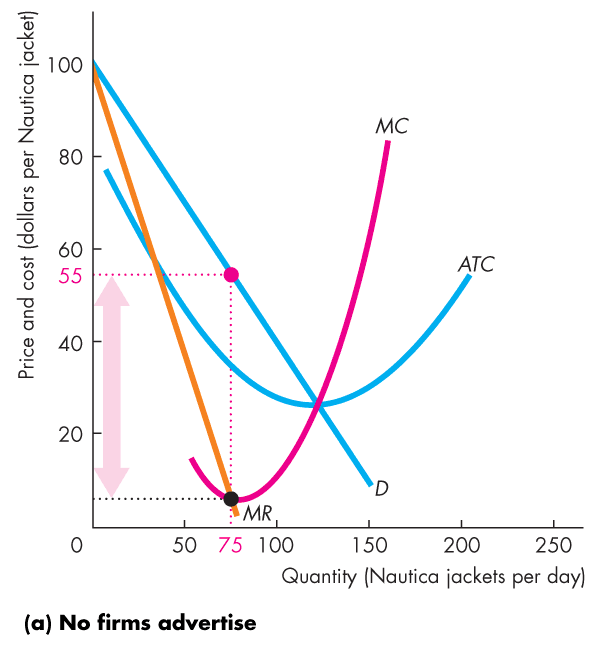 Price and cost (dollars per Nautica jacket)
100
80
60
55
40
20
MC
ATC
D
MR
0 50 75 100 150 200 250
Quantity (Nautica jackets per day)
(a) No firms advertise